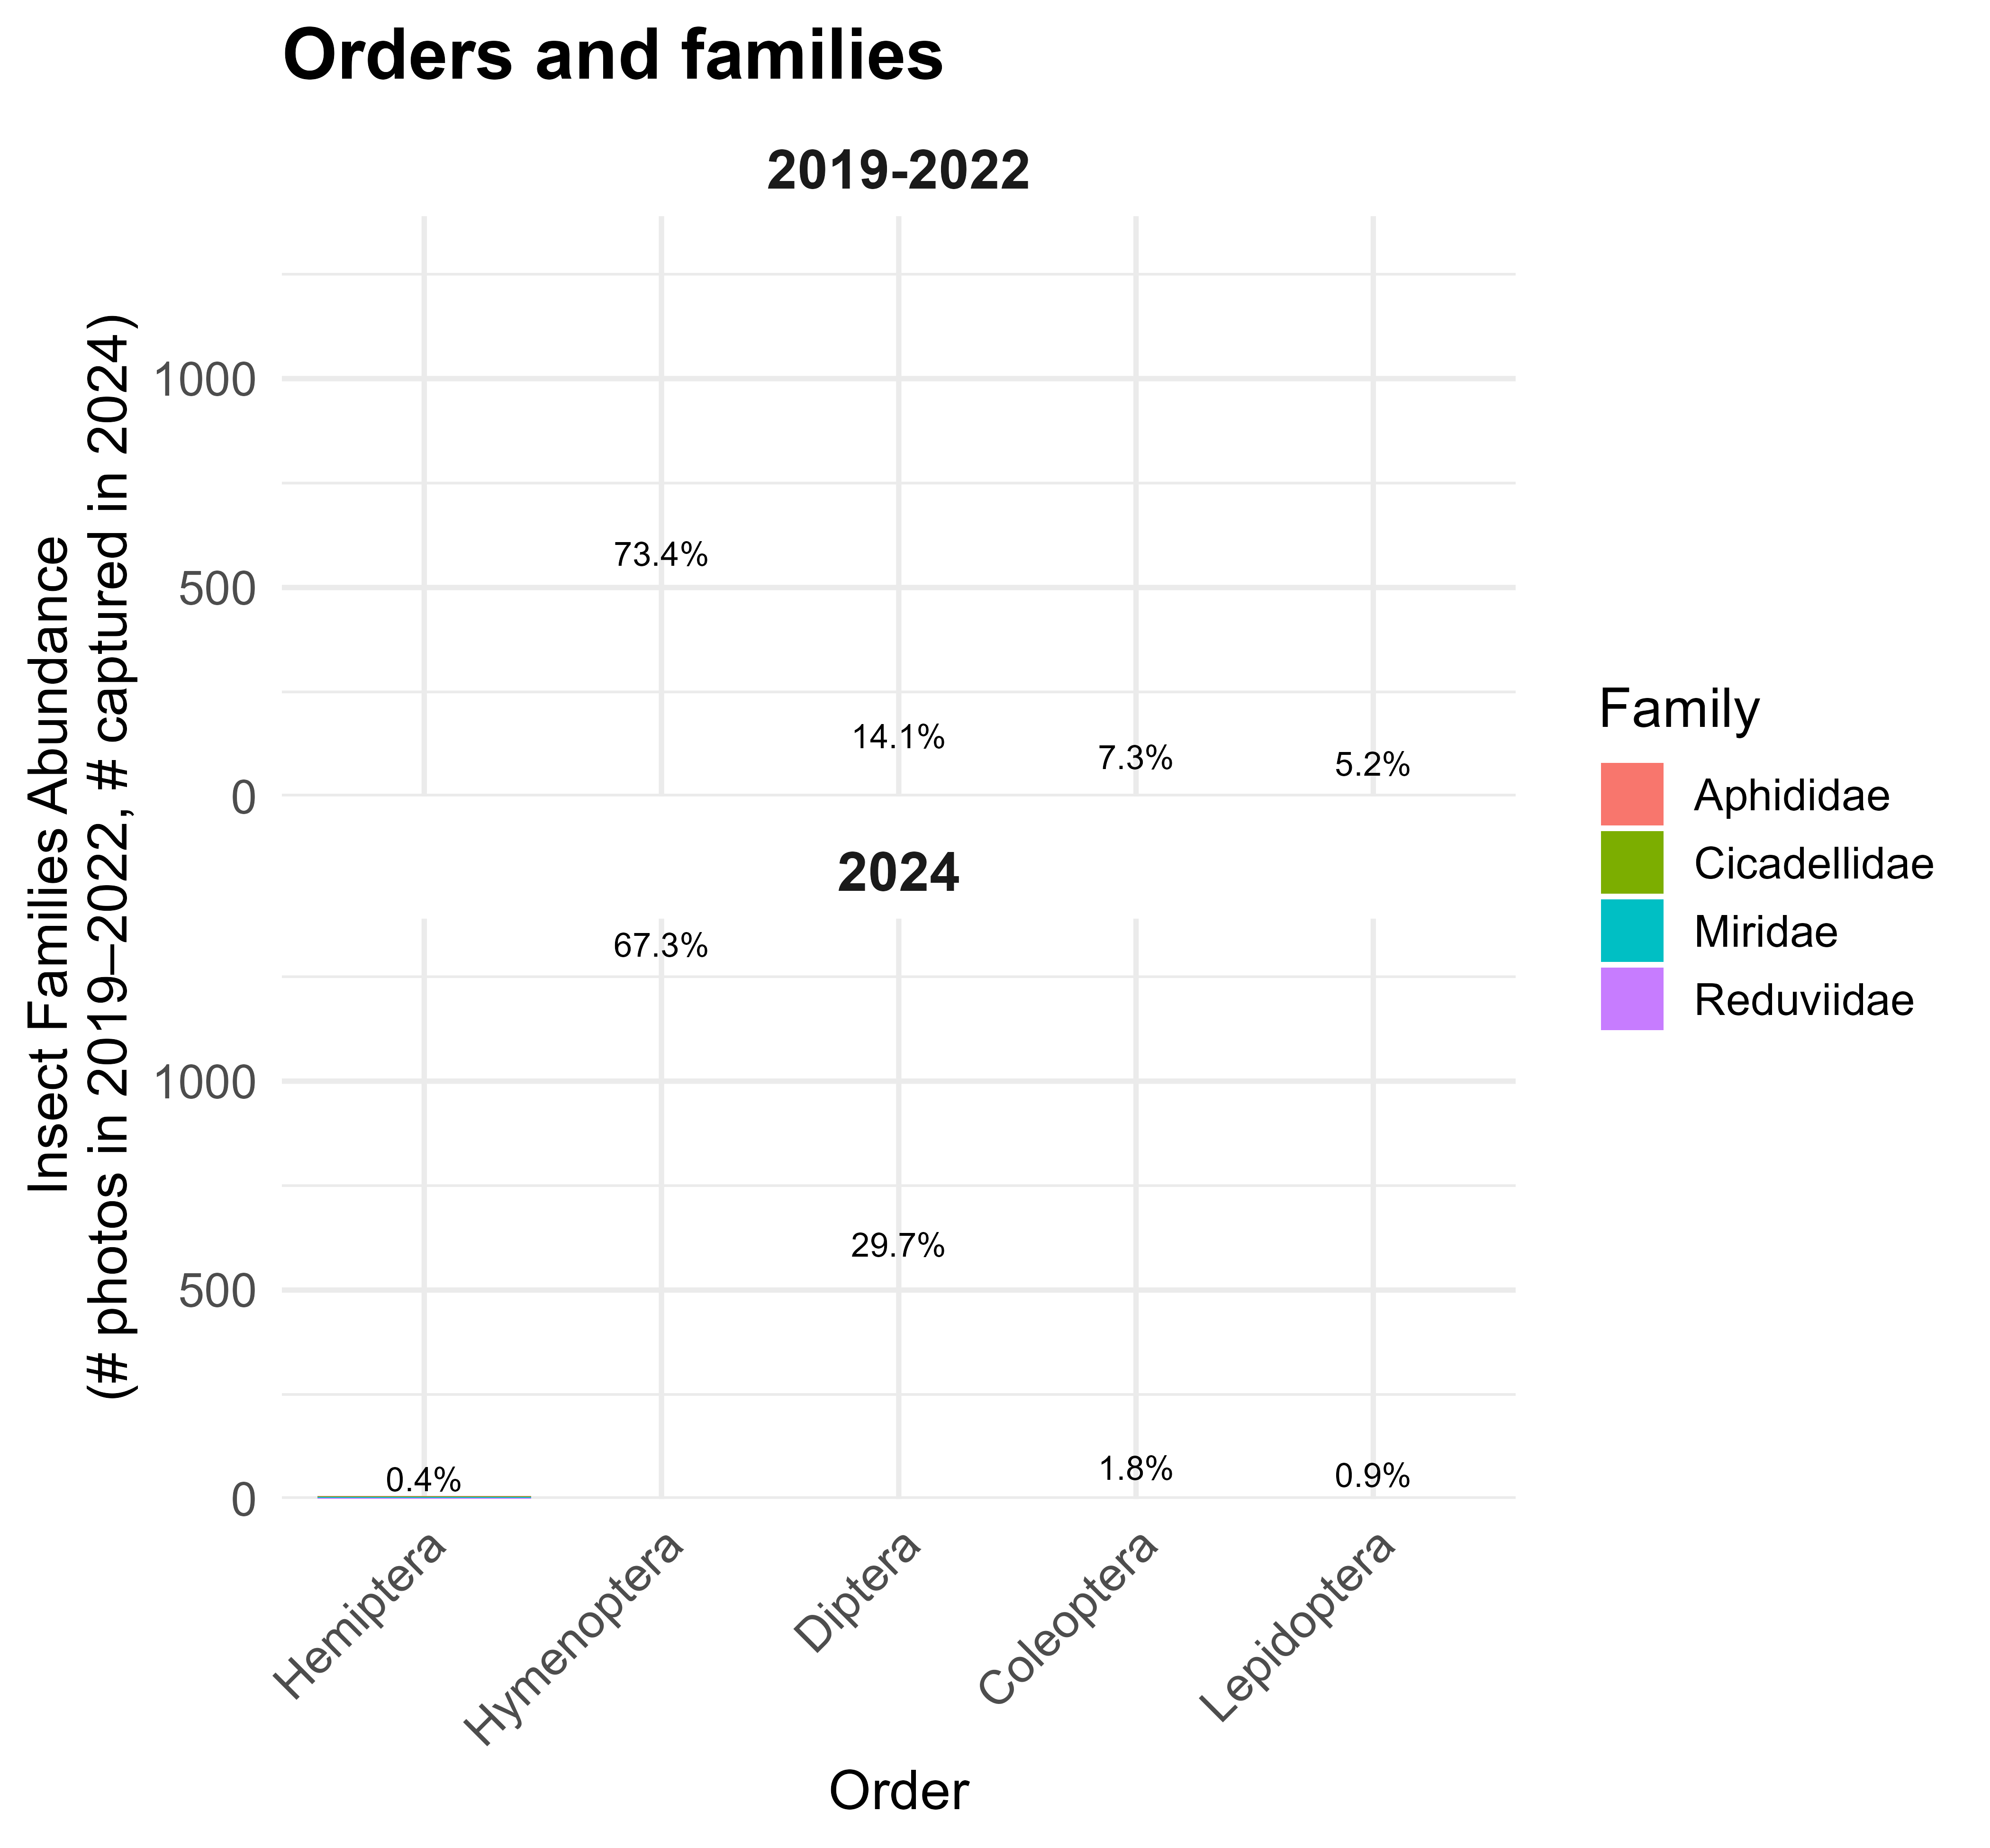 Orders and families
2019-2022
1000
500
0
73.4%
14.1%
7.3%
5.2%
2024
1000
500
0
0.4%
67.3%
29.7%
1.8%
0.9%
Hemiptera
Hymenoptera
Diptera
Coleoptera
Lepidoptera
Order
Insect Families Abundance
(# photos in 2019–2022, # captured in 2024)
Family
Aphididae
Cicadellidae
Miridae
Reduviidae